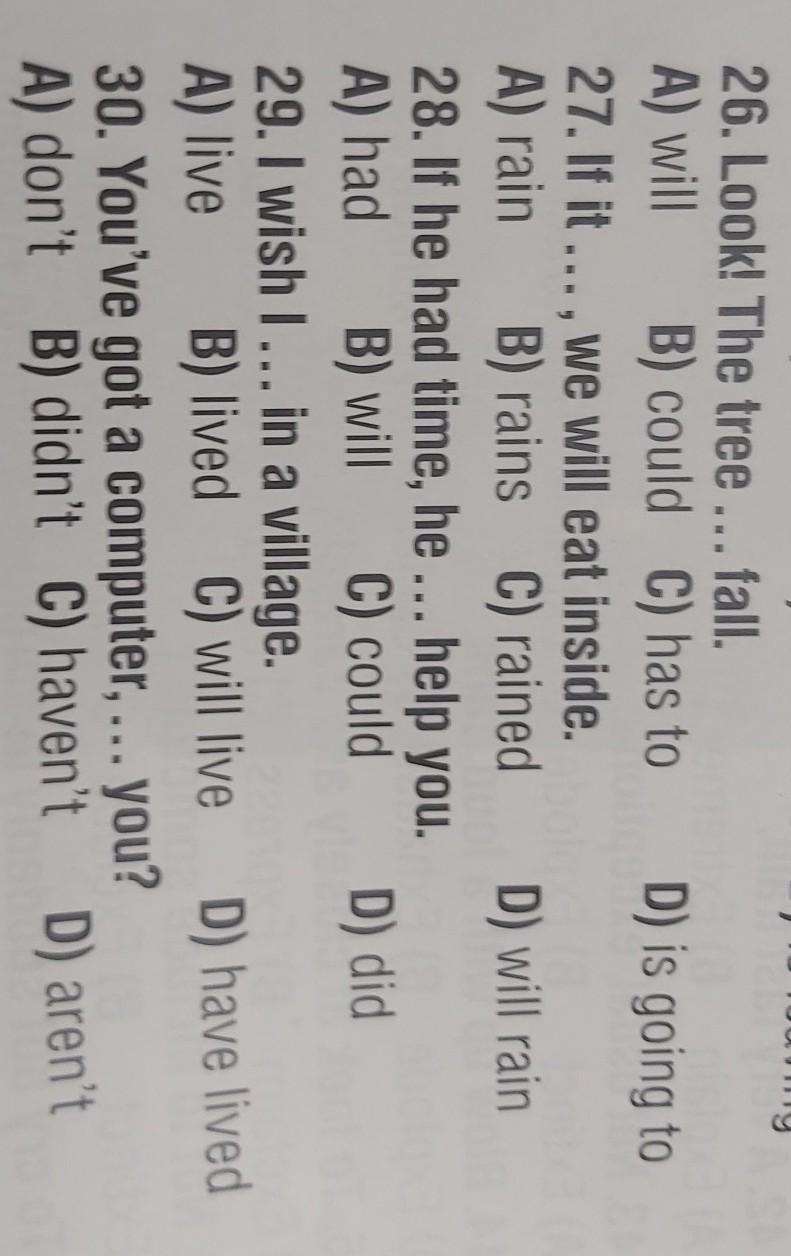 26. Look! The tree ... fall.
A) will B) could C) has to D) is going to
27. If it ... , we will eat inside.
A) rain B) rains C) rained D) will rain
28. If he had time, he ... help you.
A) had B) will C) could D) did
29. I wish I ... in a village.
A) live B) lived C) will live D) have lived
30. You've got a computer, ... you?
A) don't B) didn't C) haven't D) aren't